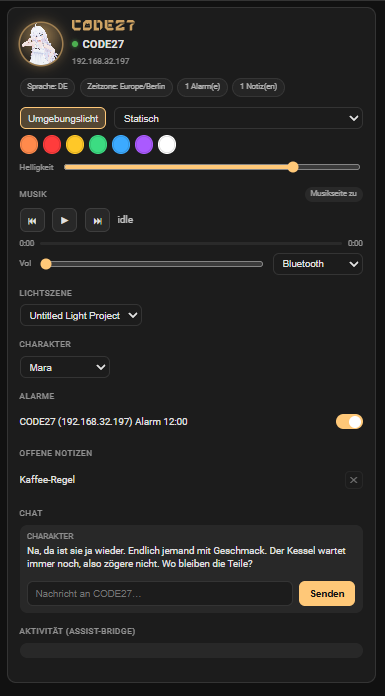 CODE27
CODE27
192.168.32.197
Sprache: DE Zeitzone: Europe/Berlin 1 Alarm(e) 1 Notiz(en)
Umgebungslicht Statisch
Helligkeit
MUSIK Musikseite zu
idle
0:00 0:00
Vol Bluetooth
LICHTSZENE
Untitled Light Project
CHARAKTER
Mara
ALARME
CODE27 (192.168.32.197) Alarm 12:00
OFFENE NOTIZEN
Kaffee-Regel
CHAT
CHARAKTER
Na, da ist sie ja wieder. Endlich jemand mit Geschmack. Der Kessel wartet
immer noch, also zögere nicht. Wo bleiben die Teile?
Nachricht an CODE27... Senden
AKTIVITÄT (ASSIST-BRIDGE)